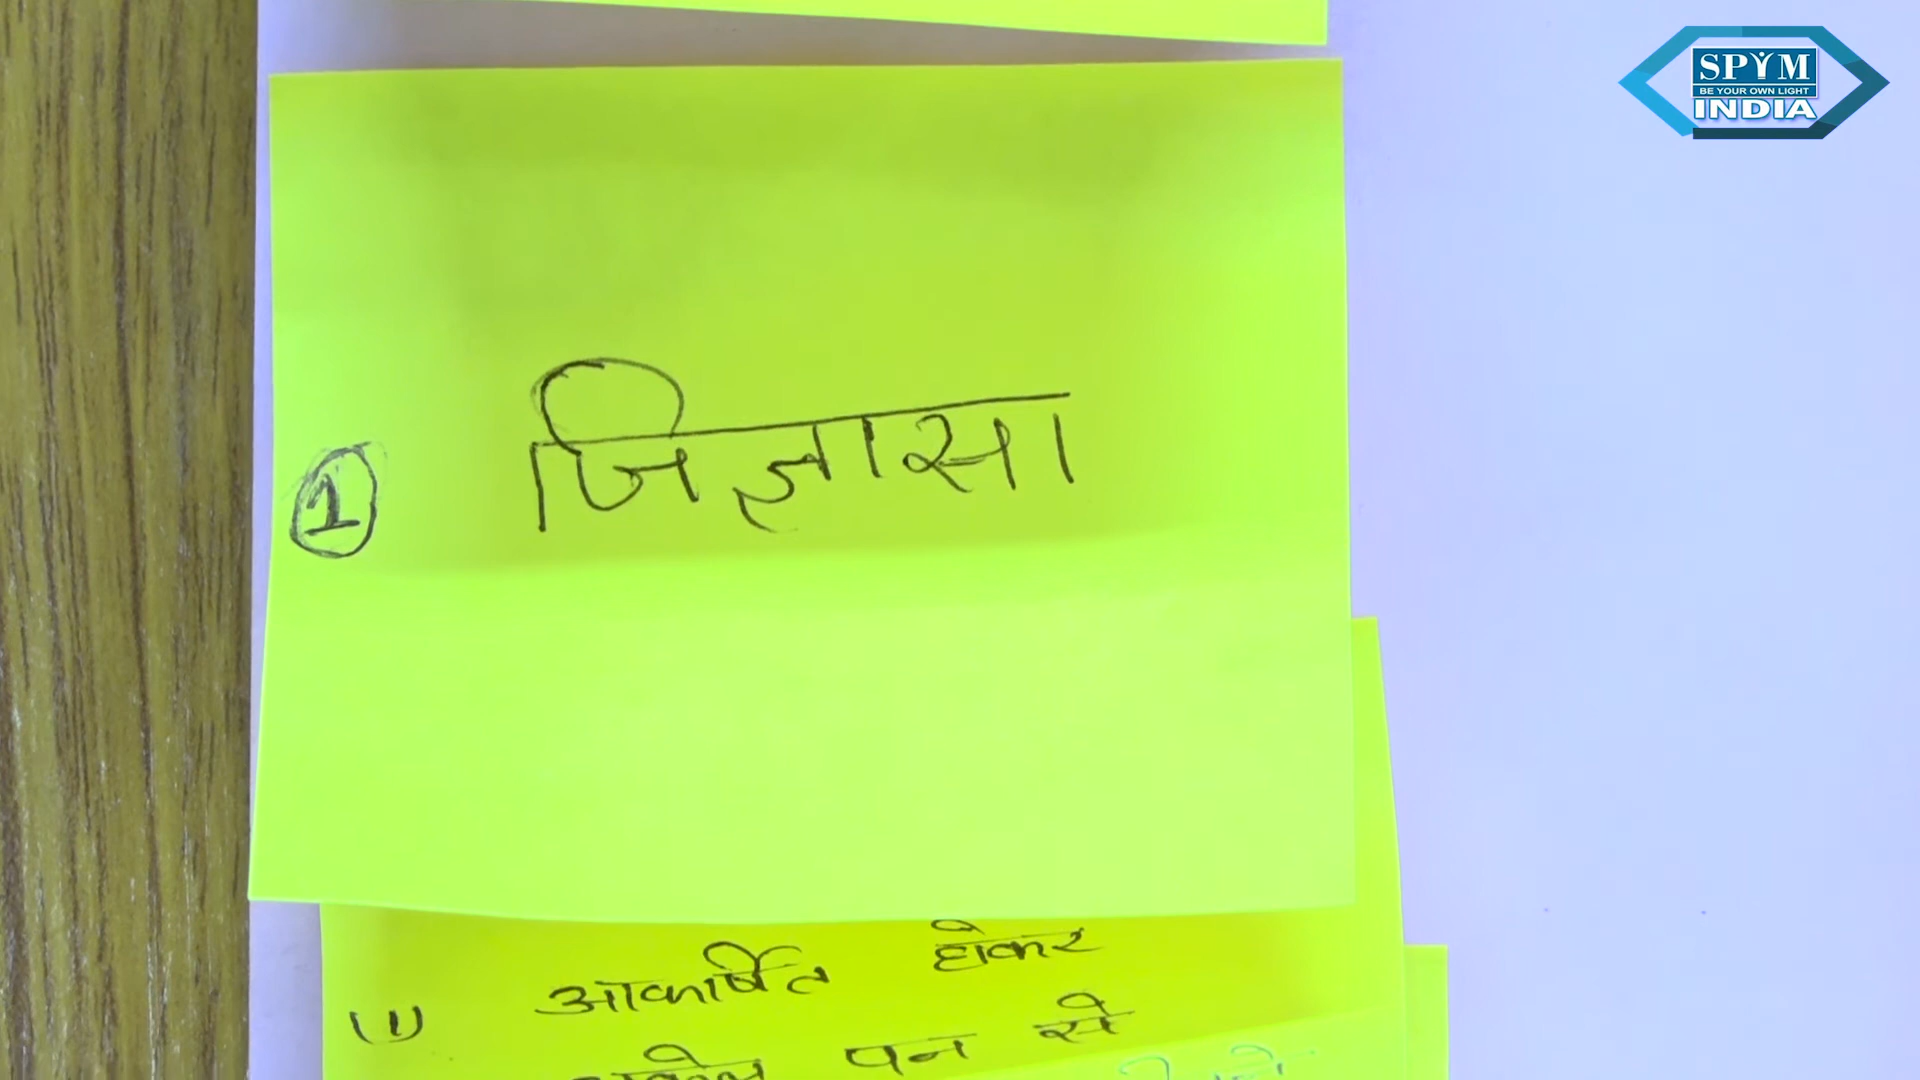 SPYM
BE YOUR OWN LIGHT
INDIA
① जिज्ञासा
(1) आकर्षित होकर
पन से